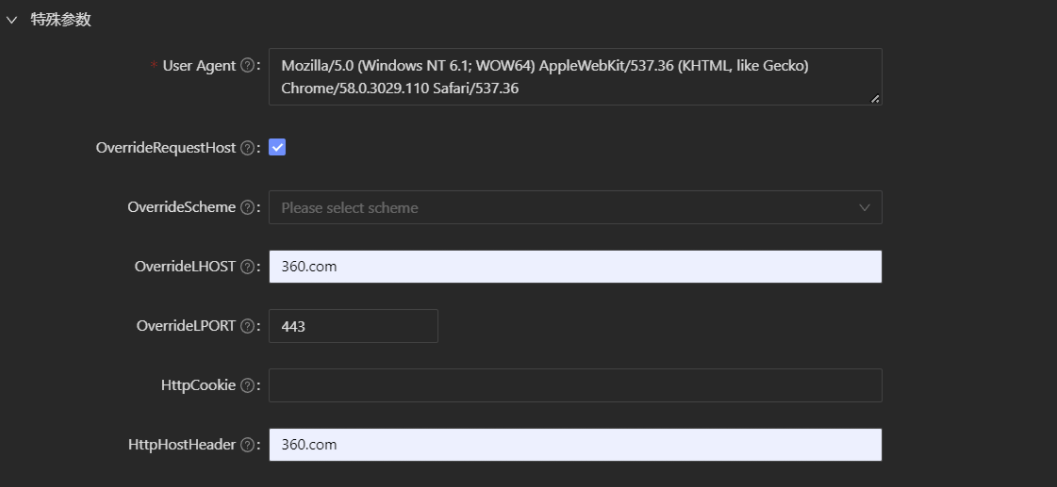 特殊参数
* User Agent ?:
Mozilla/5.0 (Windows NT 6.1; WOW64) AppleWebKit/537.36 (KHTML, like Gecko)
Chrome/58.0.3029.110 Safari/537.36
OverrideRequestHost ?:
OverrideScheme ?: Please select scheme
OverrideLHOST ?: 360.com
OverrideLPORT ?: 443
HttpCookie ?:
HttpHostHeader ?: 360.com